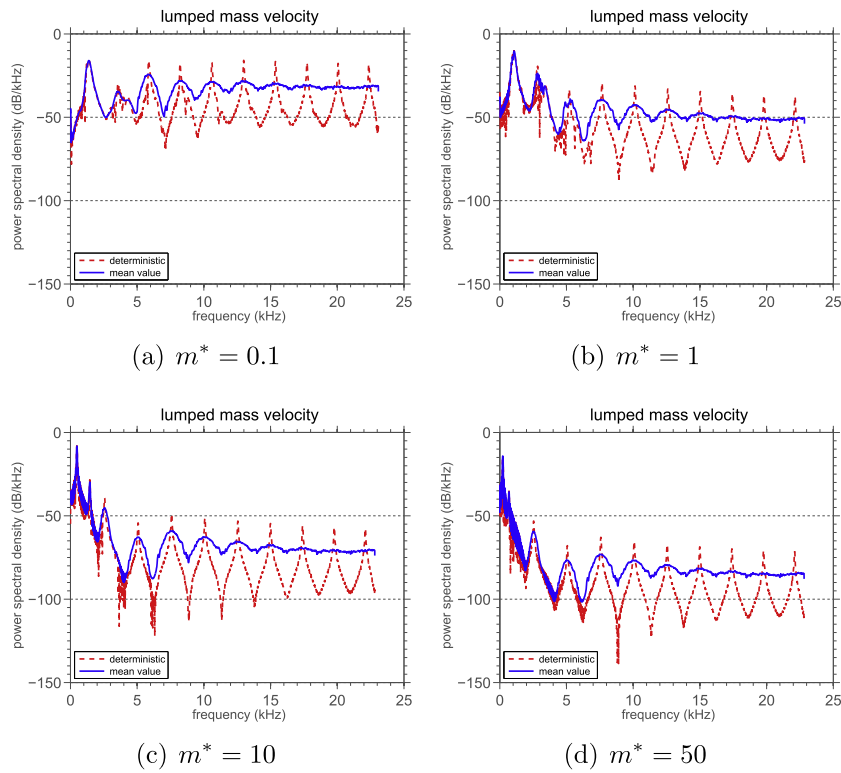 lumped mass velocity
power spectral density (dB/kHz)
0
−50
−100
−150
deterministic
mean value
0 5 10 15 20 25
frequency (kHz)
(a) m* = 0.1
lumped mass velocity
power spectral density (dB/kHz)
0
−50
−100
−150
deterministic
mean value
0 5 10 15 20 25
frequency (kHz)
(b) m* = 1
lumped mass velocity
power spectral density (dB/kHz)
0
−50
−100
−150
deterministic
mean value
0 5 10 15 20 25
frequency (kHz)
(c) m* = 10
lumped mass velocity
power spectral density (dB/kHz)
0
−50
−100
−150
deterministic
mean value
0 5 10 15 20 25
frequency (kHz)
(d) m* = 50